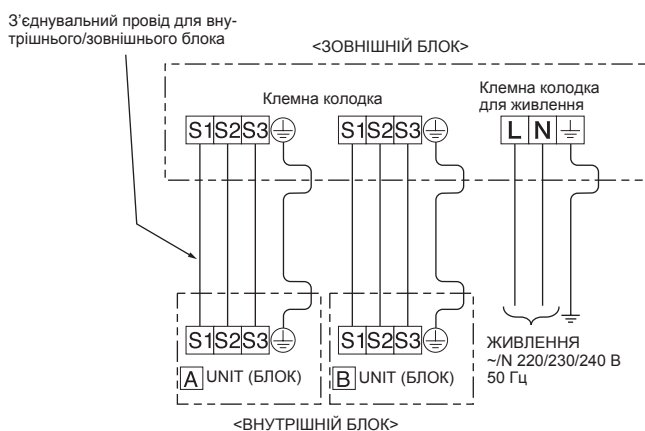 З’єднувальний провід для вну-
трішнього/зовнішнього блока
<ЗОВНІШНІЙ БЛОК>
Клемна колодка
Клемна колодка
для живлення
S1 S2 S3
S1 S2 S3
L N
S1 S2 S3
S1 S2 S3
A UNIT (БЛОК)
B UNIT (БЛОК)
ЖИВЛЕННЯ
~/N 220/230/240 В
50 Гц
<ВНУТРІШНІЙ БЛОК>